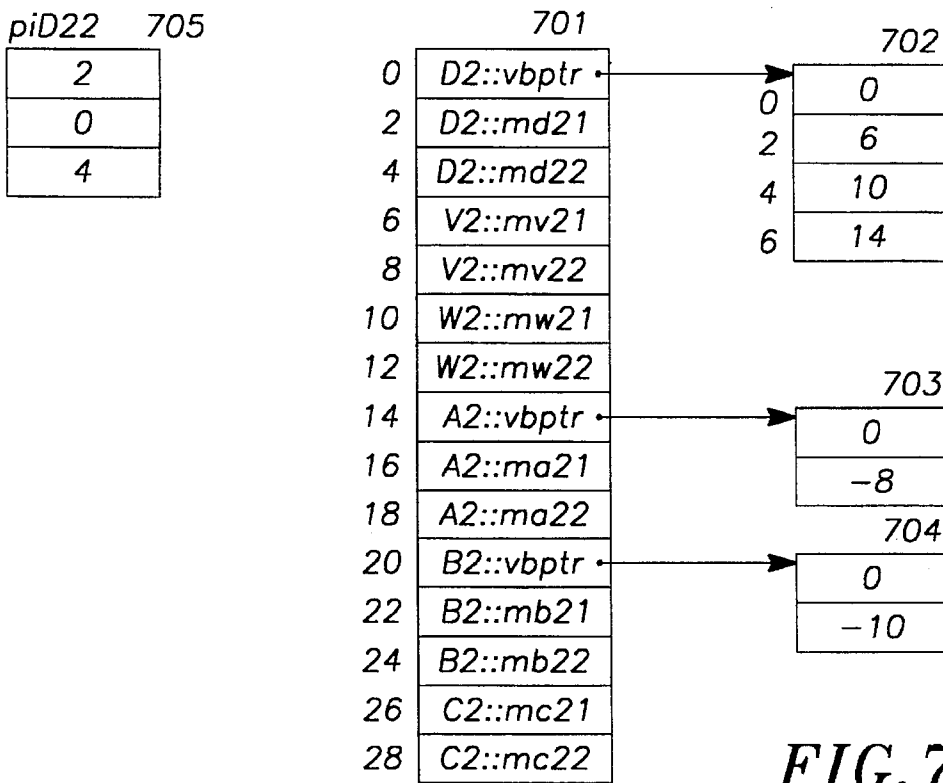 piD22 705
2
0
4
701
0 D2::vbptr
2 D2::md21
4 D2::md22
6 V2::mv21
8 V2::mv22
10 W2::mw21
12 W2::mw22
14 A2::vbptr
16 A2::ma21
18 A2::ma22
20 B2::vbptr
22 B2::mb21
24 B2::mb22
26 C2::mc21
28 C2::mc22
702
0 0
2 6
4 10
6 14
703
0
-8
704
0
-10
FIG. 7